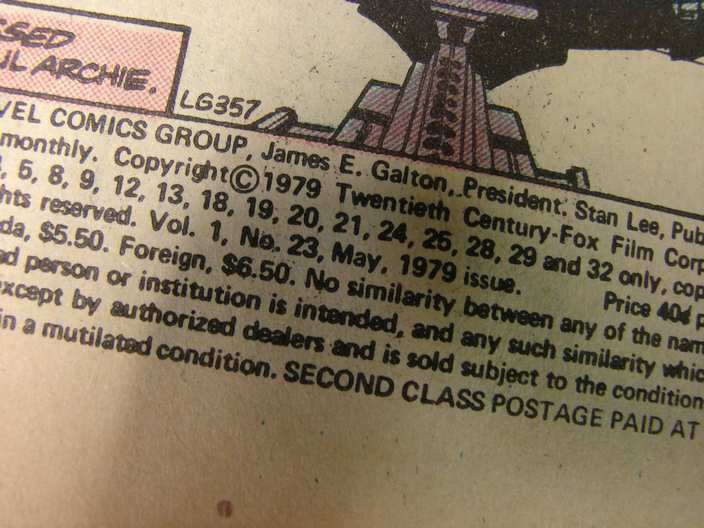 SSED
UL ARCHIE.
LG357
VEL COMICS GROUP, James E. Galton, President. Stan Lee, Pub
monthly. Copyright © 1979 Twentieth Century-Fox Film Corp
5, 8, 9, 12, 13, 18, 19, 20, 21, 24, 25, 28, 29 and 32 only, cop
hts reserved. Vol. 1, No. 23, May, 1979 issue. Price 40¢ p
da, $5.50. Foreign, $6.50. No similarity between any of the nam
ad person or institution is intended, and any such similarity whic
except by authorized dealers and is sold subject to the condition
in a mutilated condition. SECOND CLASS POSTAGE PAID AT